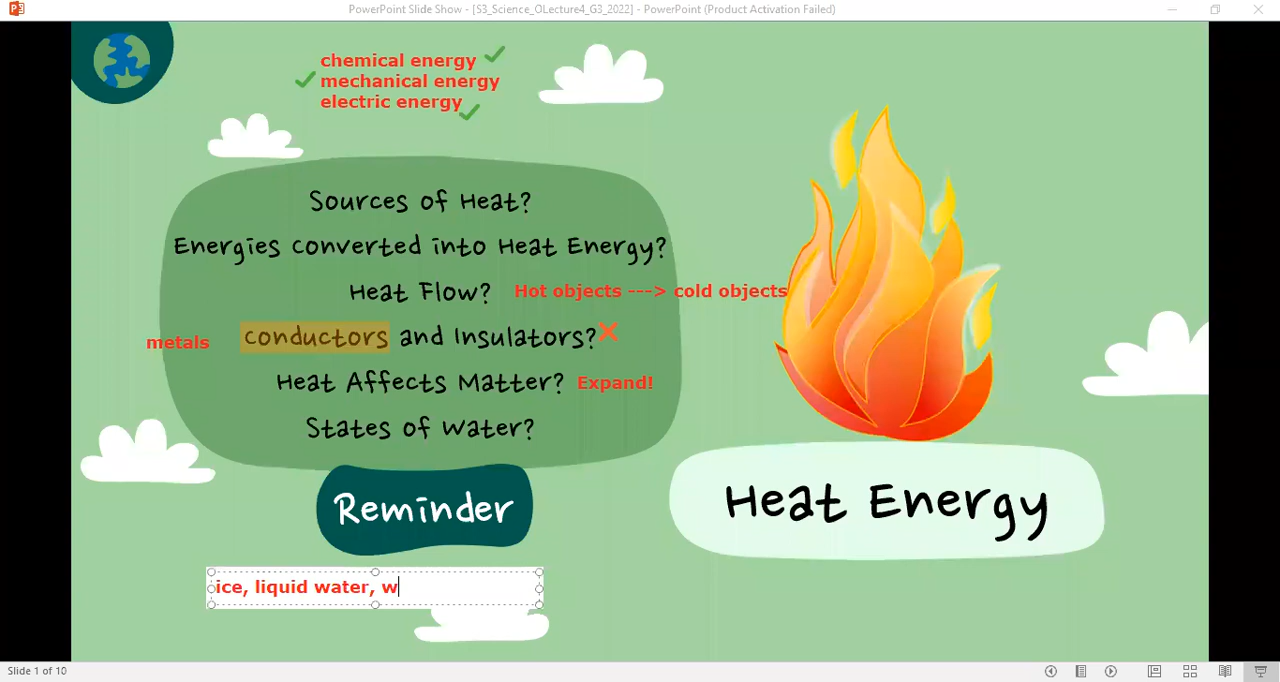 PowerPoint Slide Show - [S3_Science_OLecture4_G3_2022] - PowerPoint (Product Activation Failed)
chemical energy
mechanical energy
electric energy
Sources of Heat?
Energies converted into Heat Energy?
Heat Flow? Hot objects ---> cold objects
metals conductors and Insulators?
Heat Affects Matter? Expand!
States of Water?
Reminder
Heat Energy
ice, liquid water, w
Slide 1 of 10